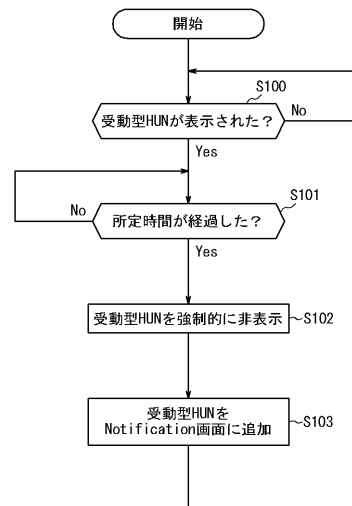 開始
S100
受動型HUNが表示された?
No
Yes
S101
No
所定時間が経過した?
Yes
受動型HUNを強制的に非表示
S102
受動型HUNを
Notification画面に追加
S103